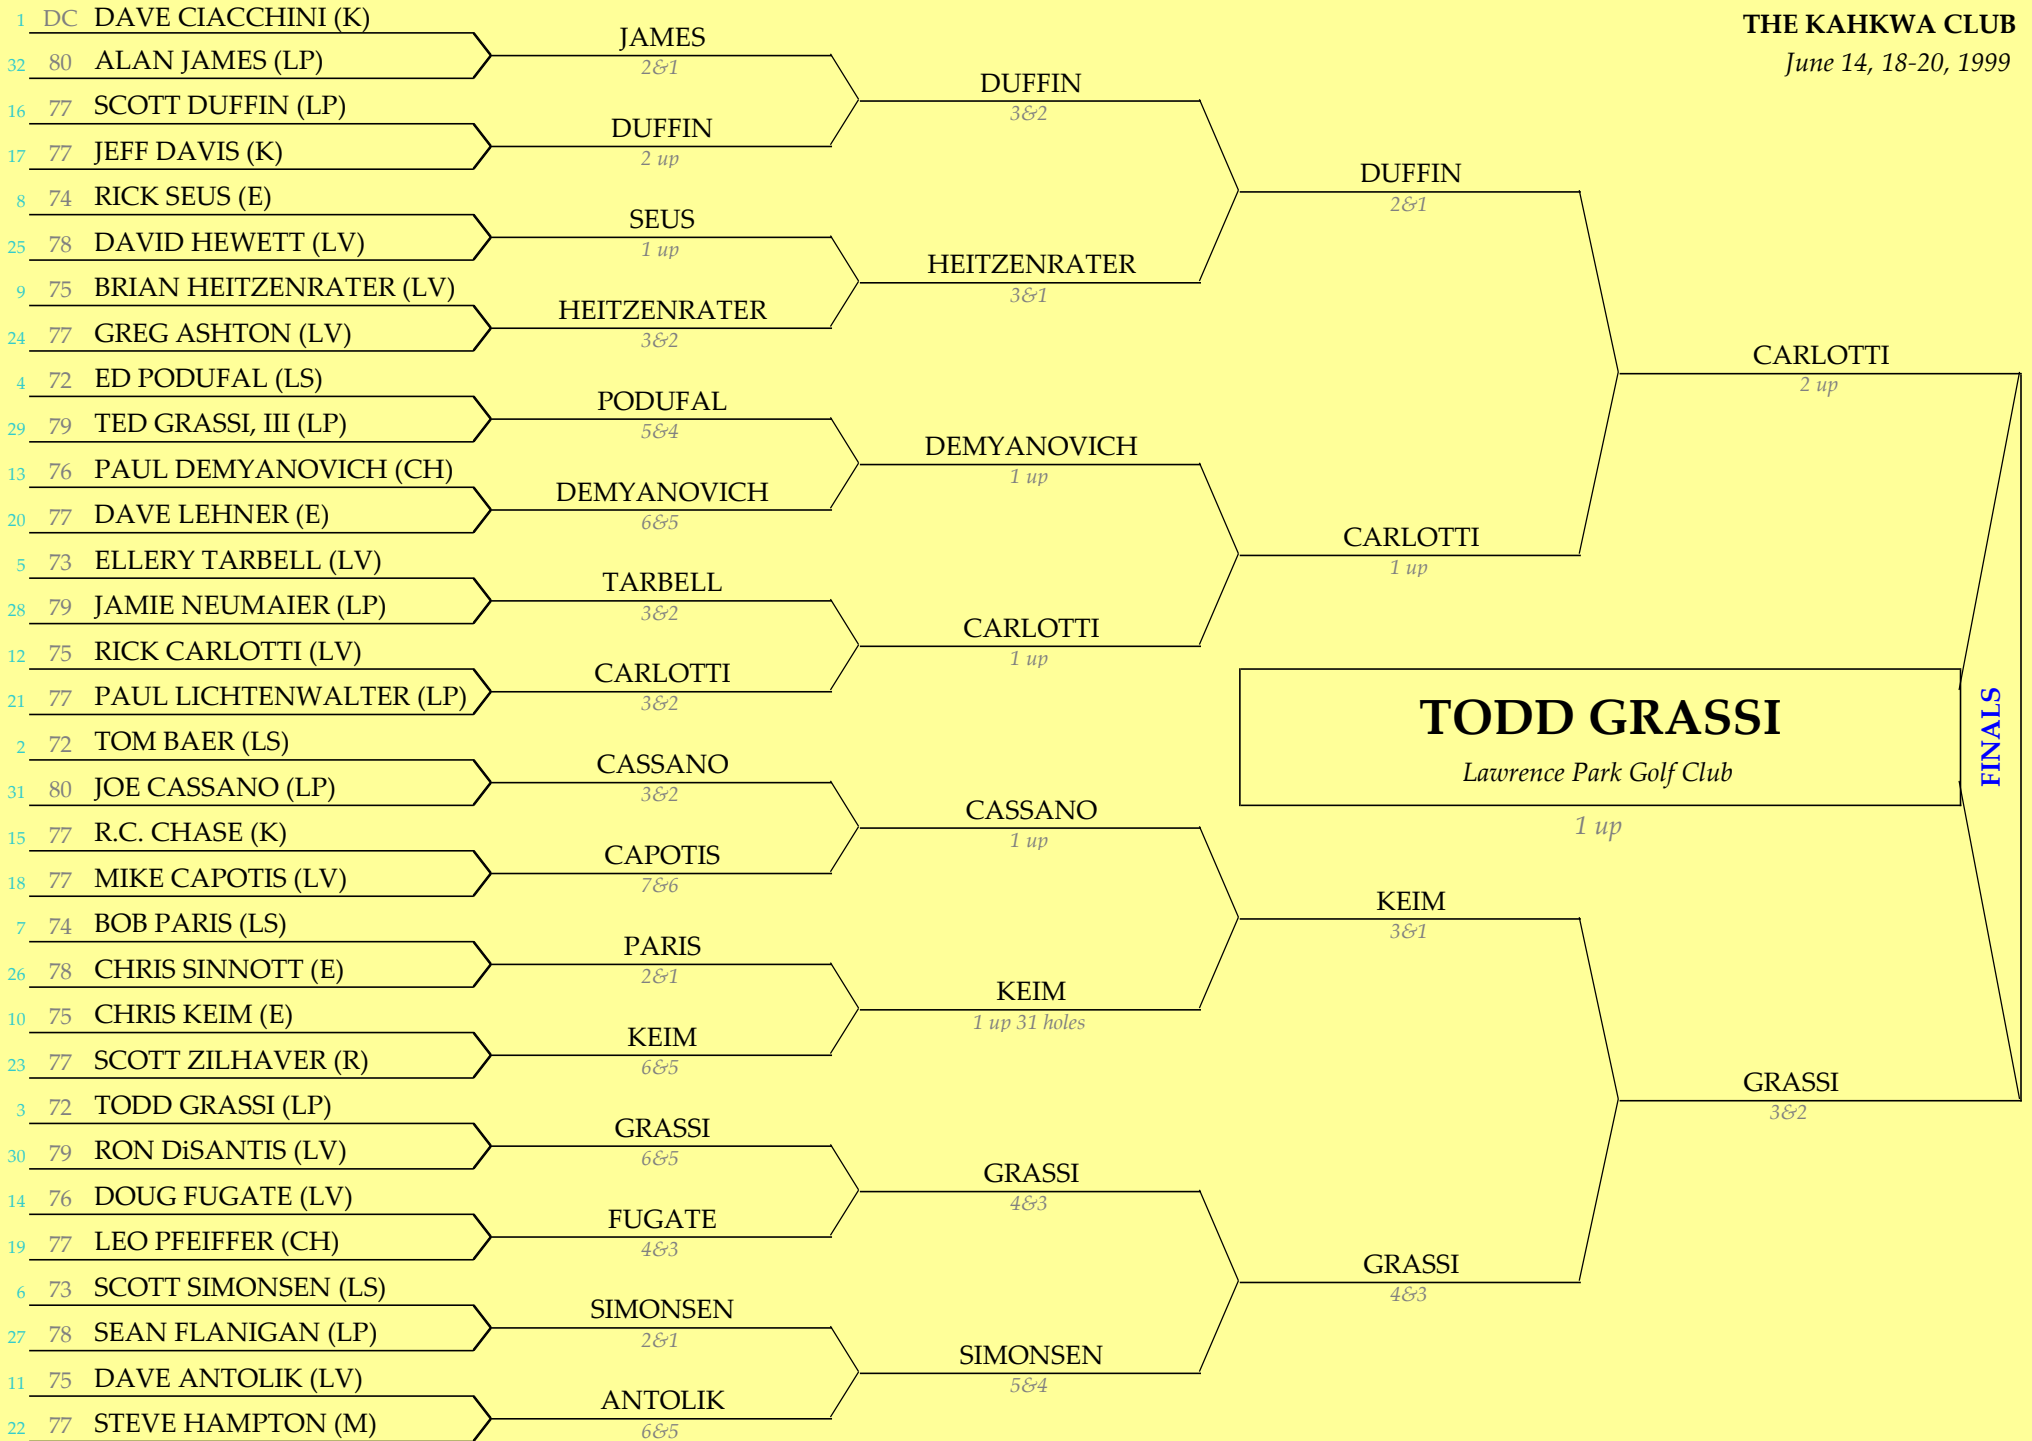 THE KAHKWA CLUB
June 14, 18-20, 1999
1 DC DAVE CIACCHINI (K)
32 80 ALAN JAMES (LP)
16 77 SCOTT DUFFIN (LP)
17 77 JEFF DAVIS (K)
8 74 RICK SEUS (E)
25 78 DAVID HEWETT (LV)
9 75 BRIAN HEITZENRATER (LV)
24 77 GREG ASHTON (LV)
4 72 ED PODUFAL (LS)
29 79 TED GRASSI, III (LP)
13 76 PAUL DEMYANOVICH (CH)
20 77 DAVE LEHNER (E)
5 73 ELLERY TARBELL (LV)
28 79 JAMIE NEUMAIER (LP)
12 75 RICK CARLOTTI (LV)
21 77 PAUL LICHTENWALTER (LP)
2 72 TOM BAER (LS)
31 80 JOE CASSANO (LP)
15 77 R.C. CHASE (K)
18 77 MIKE CAPOTIS (LV)
7 74 BOB PARIS (LS)
26 78 CHRIS SINNOTT (E)
10 75 CHRIS KEIM (E)
23 77 SCOTT ZILHAVER (R)
3 72 TODD GRASSI (LP)
30 79 RON DiSANTIS (LV)
14 76 DOUG FUGATE (LV)
19 77 LEO PFEIFFER (CH)
6 73 SCOTT SIMONSEN (LS)
27 78 SEAN FLANIGAN (LP)
11 75 DAVE ANTOLIK (LV)
22 77 STEVE HAMPTON (M)
JAMES
2&1
DUFFIN
2 up
SEUS
1 up
HEITZENRATER
3&2
PODUFAL
5&4
DEMYANOVICH
6&5
TARBELL
3&2
CARLOTTI
3&2
CASSANO
3&2
CAPOTIS
7&6
PARIS
2&1
KEIM
6&5
GRASSI
6&5
FUGATE
4&3
SIMONSEN
2&1
ANTOLIK
6&5
DUFFIN
3&2
HEITZENRATER
3&1
DEMYANOVICH
1 up
CARLOTTI
1 up
CASSANO
1 up
KEIM
1 up 31 holes
GRASSI
4&3
SIMONSEN
5&4
DUFFIN
2&1
CARLOTTI
1 up
KEIM
3&1
GRASSI
4&3
CARLOTTI
2 up
GRASSI
3&2
FINALS
TODD GRASSI
Lawrence Park Golf Club
1 up